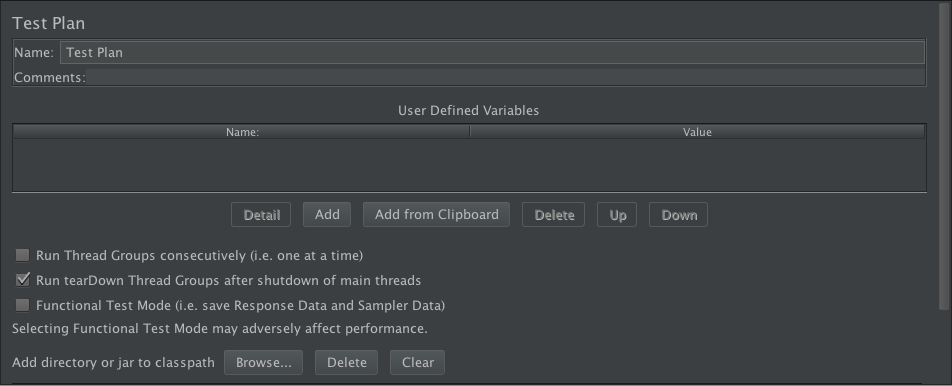 Test Plan
Name: Test Plan
Comments:
User Defined Variables
Name: Value
Detail Add Add from Clipboard Delete Up Down
Run Thread Groups consecutively (i.e. one at a time)
Run tearDown Thread Groups after shutdown of main threads
Functional Test Mode (i.e. save Response Data and Sampler Data)
Selecting Functional Test Mode may adversely affect performance.
Add directory or jar to classpath Browse... Delete Clear